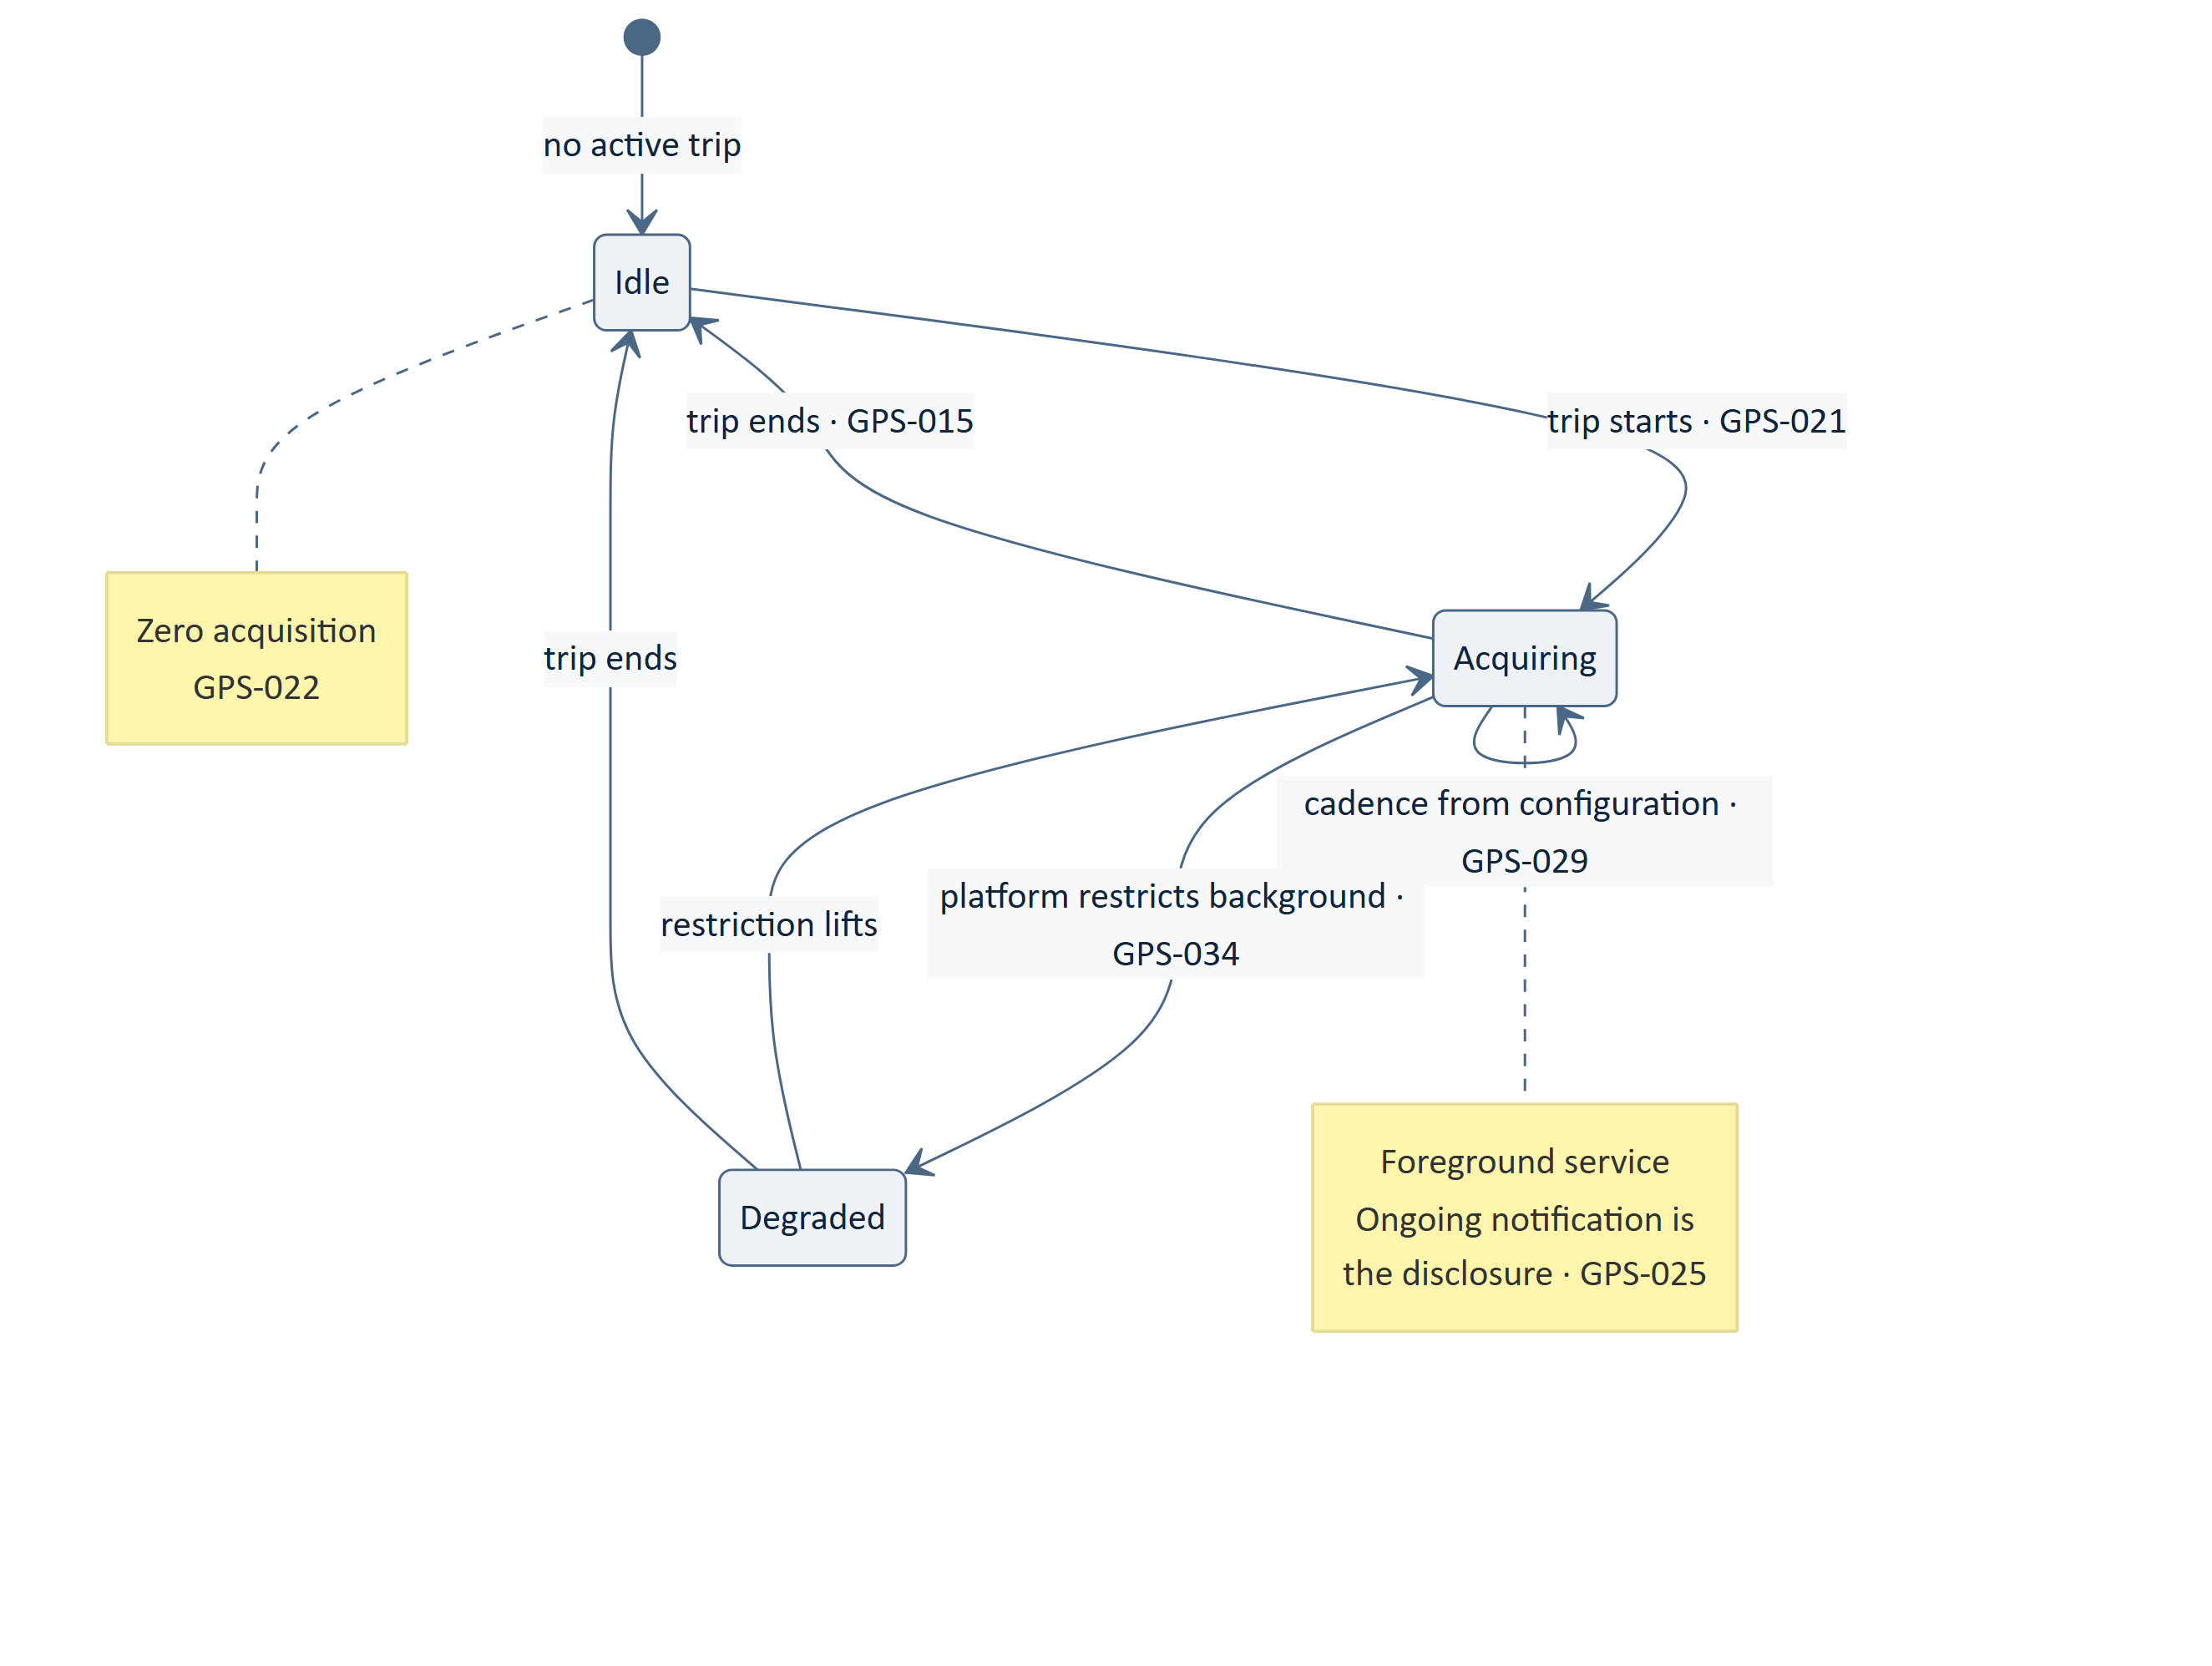 no active trip
Idle
trip ends · GPS-015
trip starts · GPS-021
Zero acquisition
GPS-022
trip ends
Acquiring
cadence from configuration ·
GPS-029
platform restricts background ·
GPS-034
restriction lifts
Degraded
Foreground service
Ongoing notification is
the disclosure · GPS-025